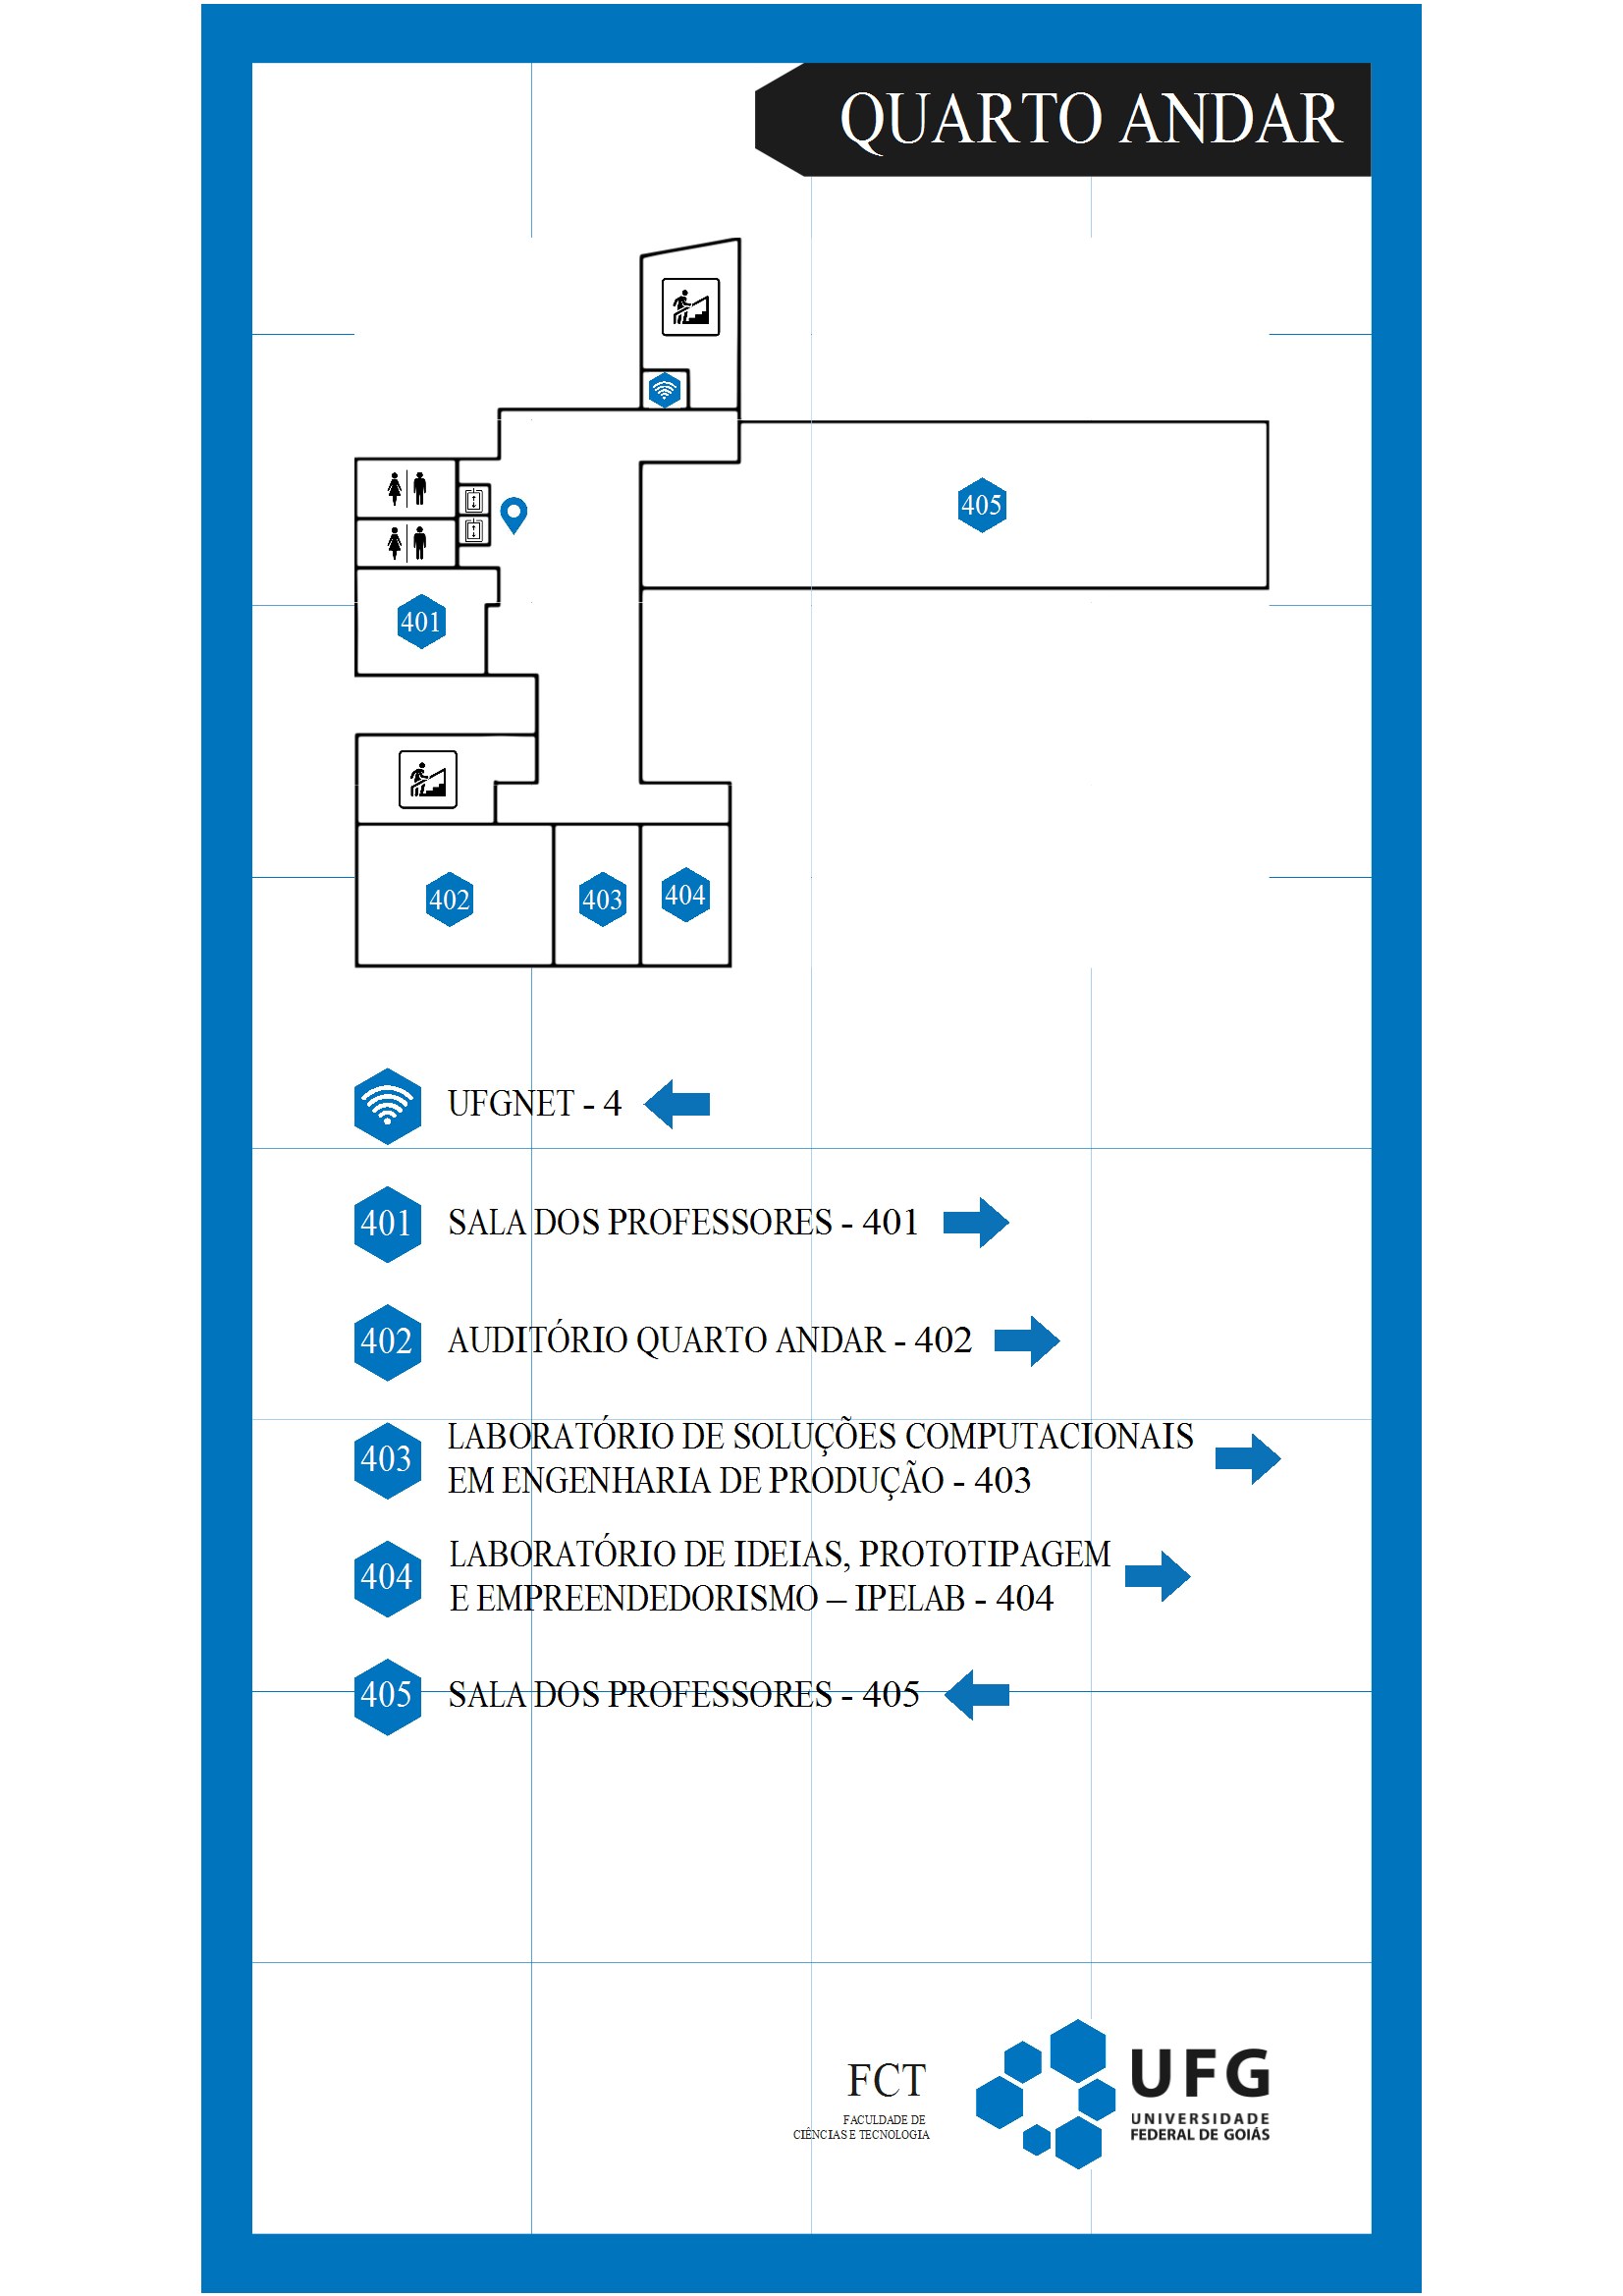 QUARTO ANDAR
405
401
402
403
404
UFGNET - 4
401 SALA DOS PROFESSORES - 401
402 AUDITÓRIO QUARTO ANDAR - 402
403 LABORATÓRIO DE SOLUÇÕES COMPUTACIONAIS
EM ENGENHARIA DE PRODUÇÃO - 403
404 LABORATÓRIO DE IDEIAS, PROTOTIPAGEM
E EMPREENDEDORISMO – IPELAB - 404
405 SALA DOS PROFESSORES - 405
FCT
FACULDADE DE
CIÊNCIAS E TECNOLOGIA
UFG
UNIVERSIDADE
FEDERAL DE GOIÁS